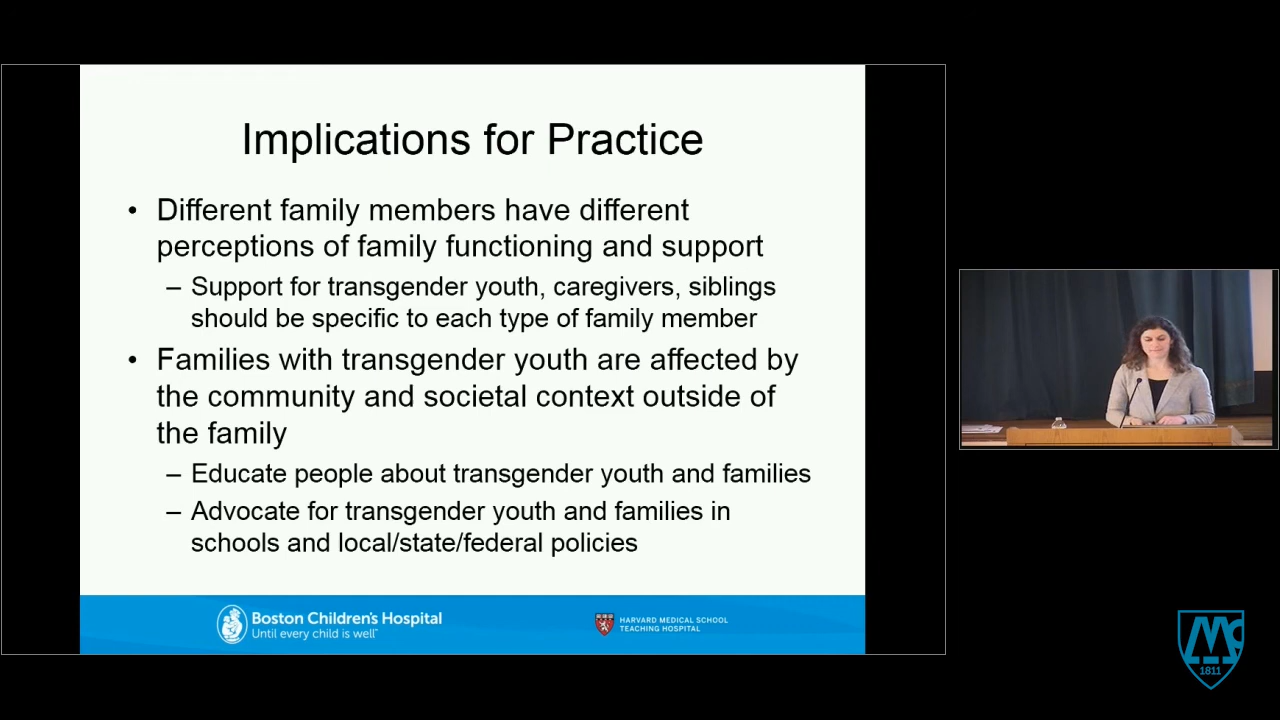 Implications for Practice
• Different family members have different
perceptions of family functioning and support
– Support for transgender youth, caregivers, siblings
should be specific to each type of family member
• Families with transgender youth are affected by
the community and societal context outside of
the family
– Educate people about transgender youth and families
– Advocate for transgender youth and families in
schools and local/state/federal policies
Boston Children's Hospital
Until every child is well™
HARVARD MEDICAL SCHOOL
TEACHING HOSPITAL
1811